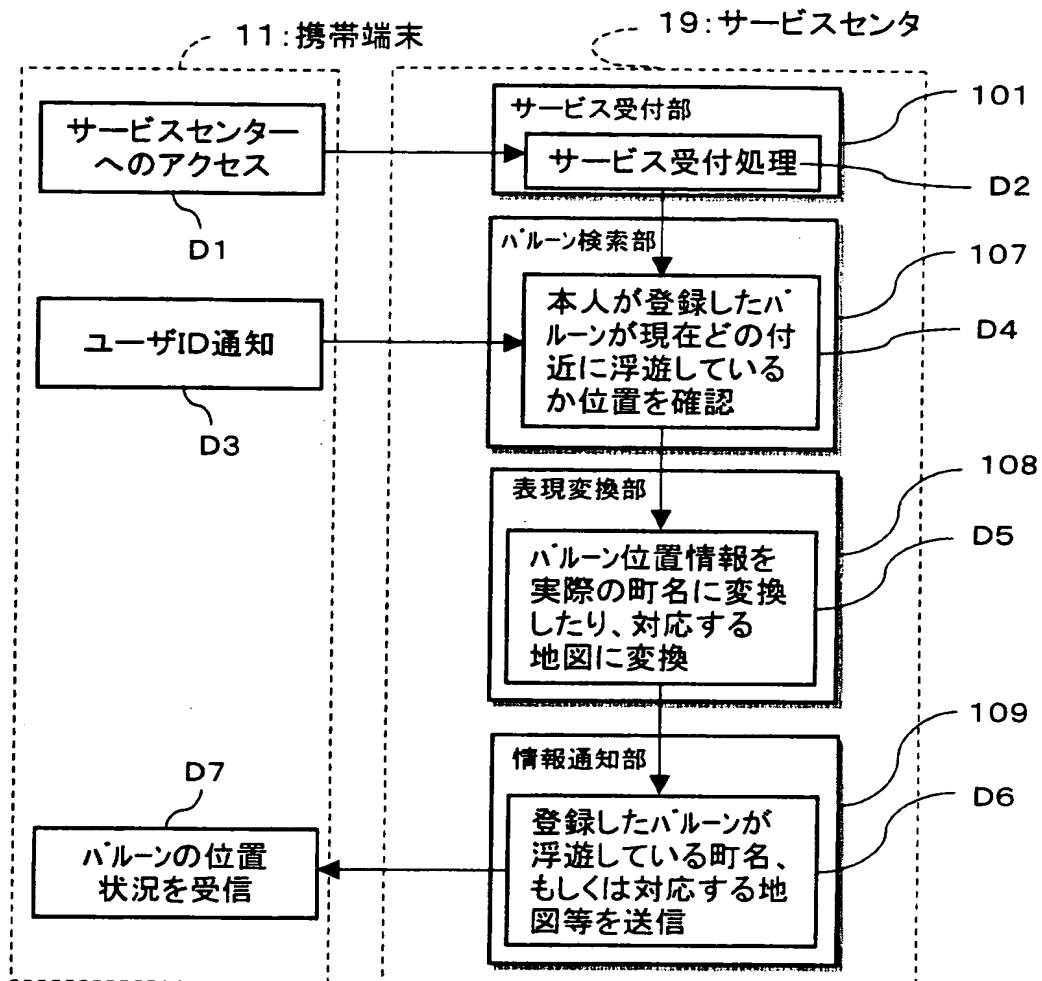 11:携帯端末
19:サービスセンタ
サービスセンター
へのアクセス
D1
サービス受付部
101
サービス受付処理
D2
バルーン検索部
107
ユーザID通知
D3
本人が登録したバ
ルーンが現在どの付
近に浮遊している
か位置を確認
D4
表現変換部
108
バルーン位置情報を
実際の町名に変換
したり、対応する
地図に変換
D5
情報通知部
109
登録したバルーンが
浮遊している町名、
もしくは対応する地
図等を送信
D6
D7
バルーンの位置
状況を受信